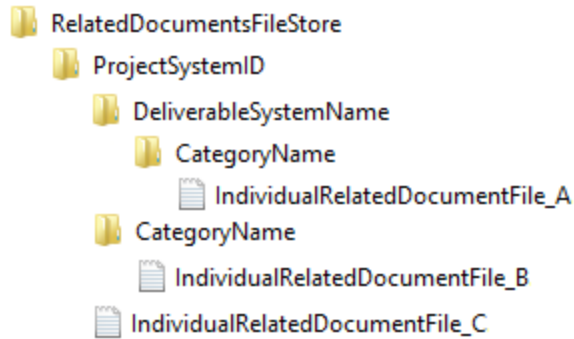 RelatedDocumentsFileStore
ProjectSystemID
DeliverableSystemName
CategoryName
IndividualRelatedDocumentFile_A
CategoryName
IndividualRelatedDocumentFile_B
IndividualRelatedDocumentFile_C